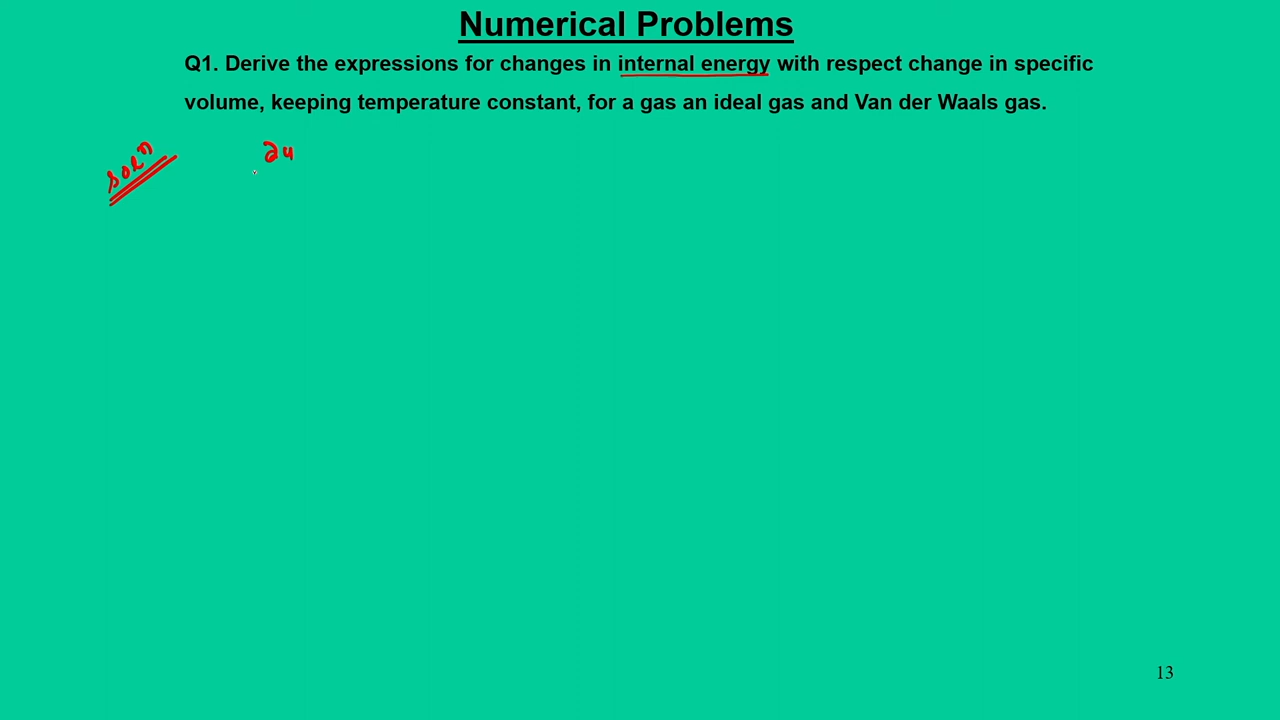 Numerical Problems
Q1. Derive the expressions for changes in internal energy with respect change in specific
volume, keeping temperature constant, for a gas an ideal gas and Van der Waals gas.
Soln
∂u
13